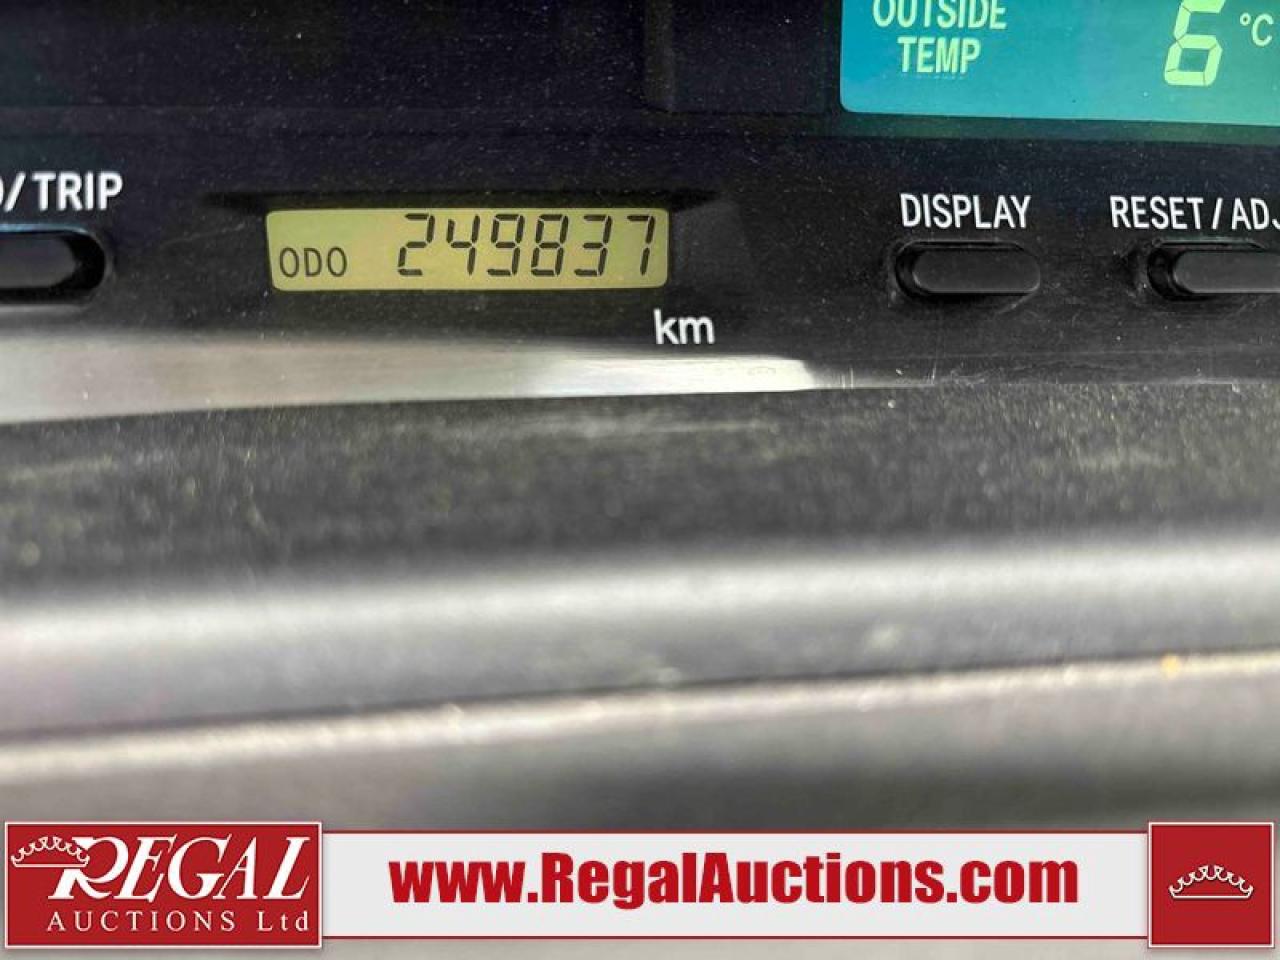 OUTSIDE
TEMP
6 °C
/TRIP
ODO 249837
km
DISPLAY
RESET/ADJ
REGAL
AUCTIONS Ltd
www.RegalAuctions.com